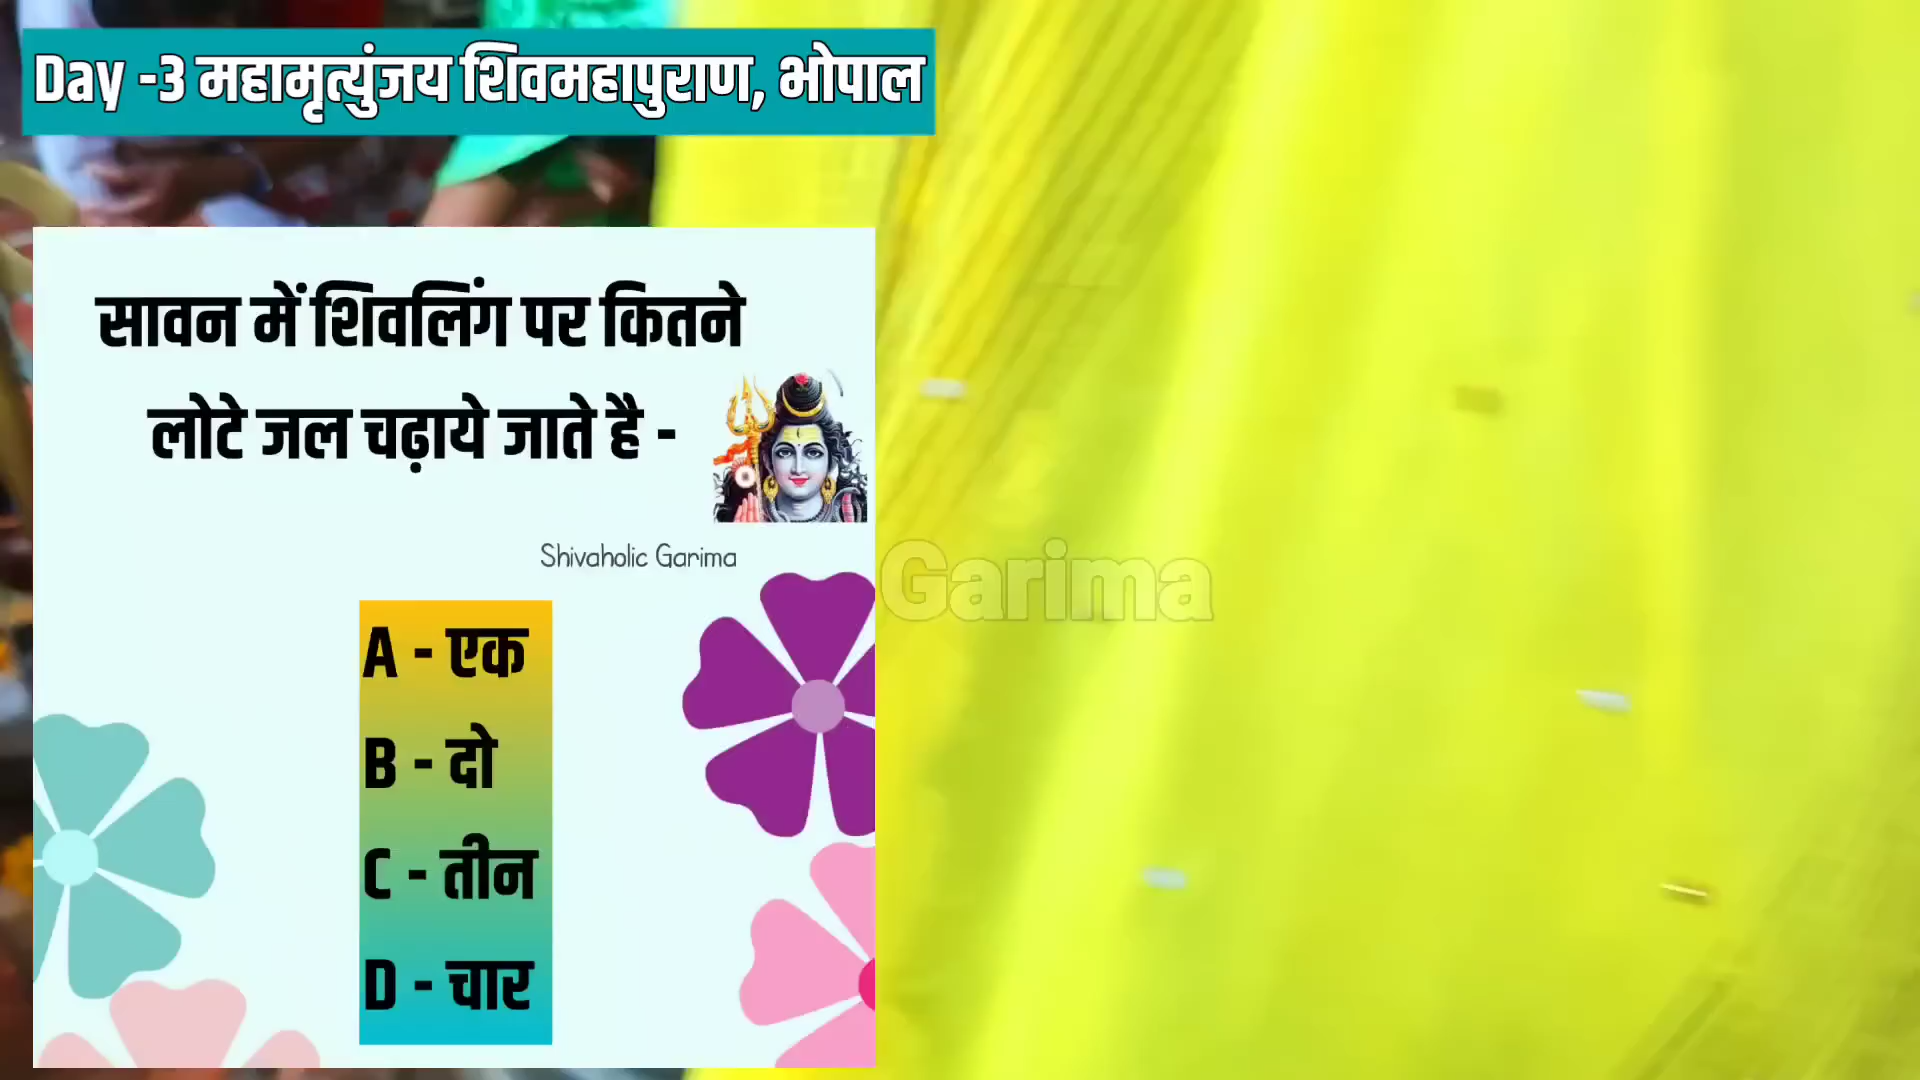 Day -3 महामृत्युंजय शिवमहापुराण, भोपाल
सावन में शिवलिंग पर कितने
लोटे जल चढ़ाये जाते है -
Shivaholic Garima
A - एक
B - दो
C - तीन
D - चार
Garima